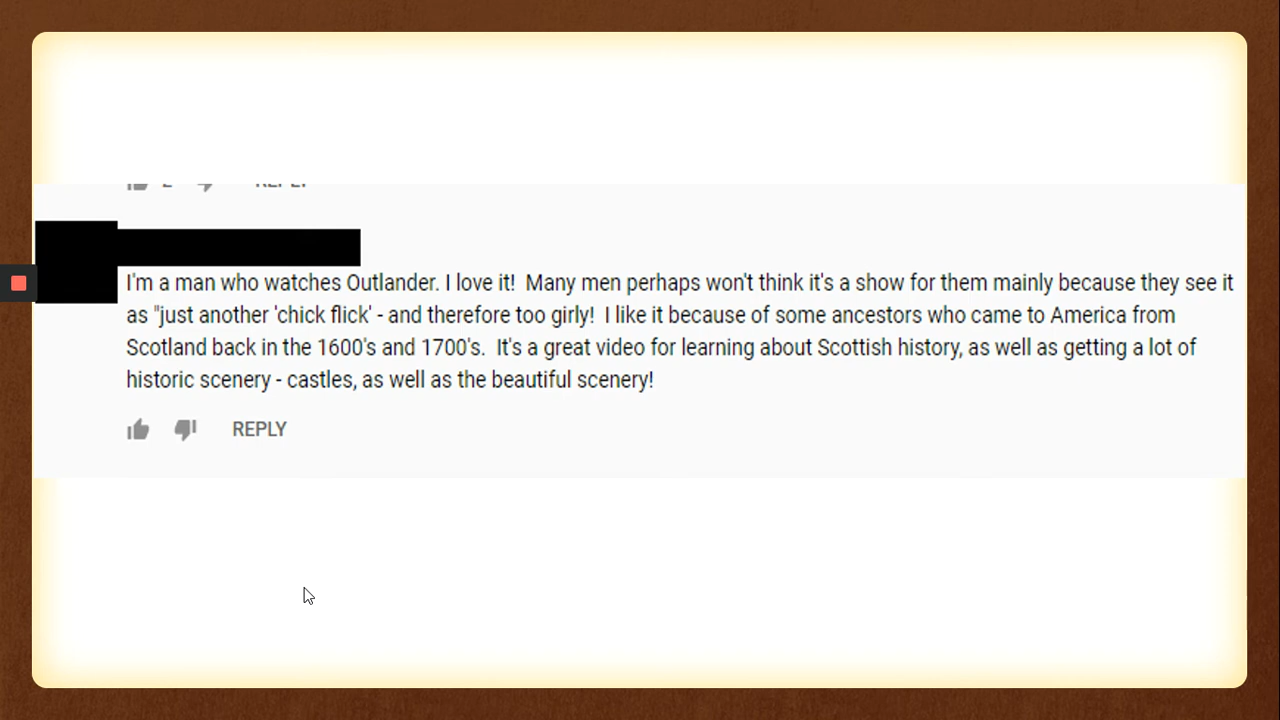 2 REPLY
I'm a man who watches Outlander. I love it!  Many men perhaps won't think it's a show for them mainly because they see it
as "just another 'chick flick' - and therefore too girly!  I like it because of some ancestors who came to America from
Scotland back in the 1600's and 1700's.  It's a great video for learning about Scottish history, as well as getting a lot of
historic scenery - castles, as well as the beautiful scenery!
REPLY